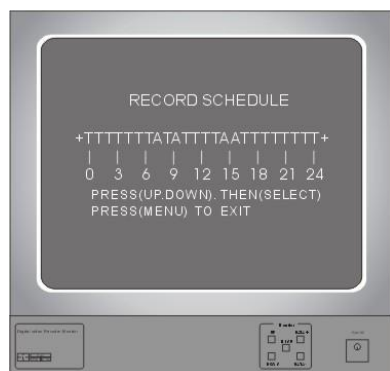 RECORD SCHEDULE
+TTTTTTTATATTTTAATTTTTTTT+
0 3 6 9 12 15 18 21 24
PRESS(UP.DOWN). THEN(SELECT)
PRESS(MENU) TO EXIT